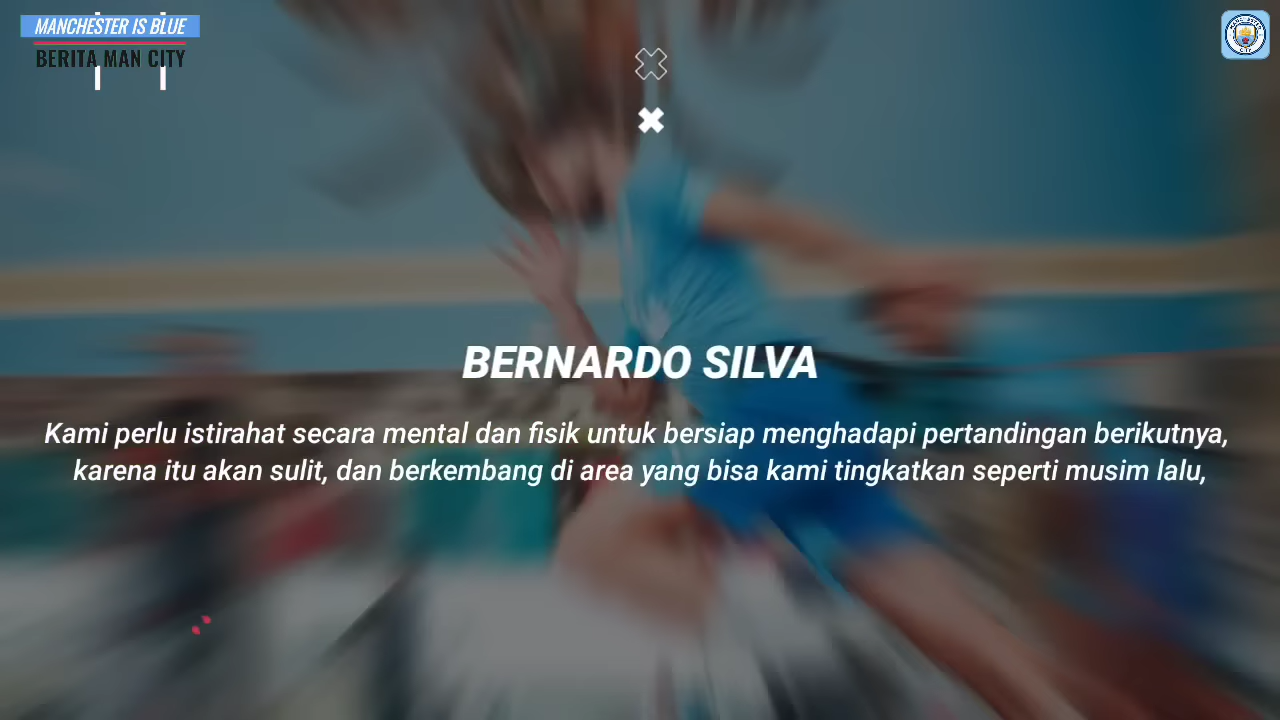 MANCHESTER IS BLUE
BERITA MAN CITY
BERNARDO SILVA
Kami perlu istirahat secara mental dan fisik untuk bersiap menghadapi pertandingan berikutnya,
karena itu akan sulit, dan berkembang di area yang bisa kami tingkatkan seperti musim lalu,